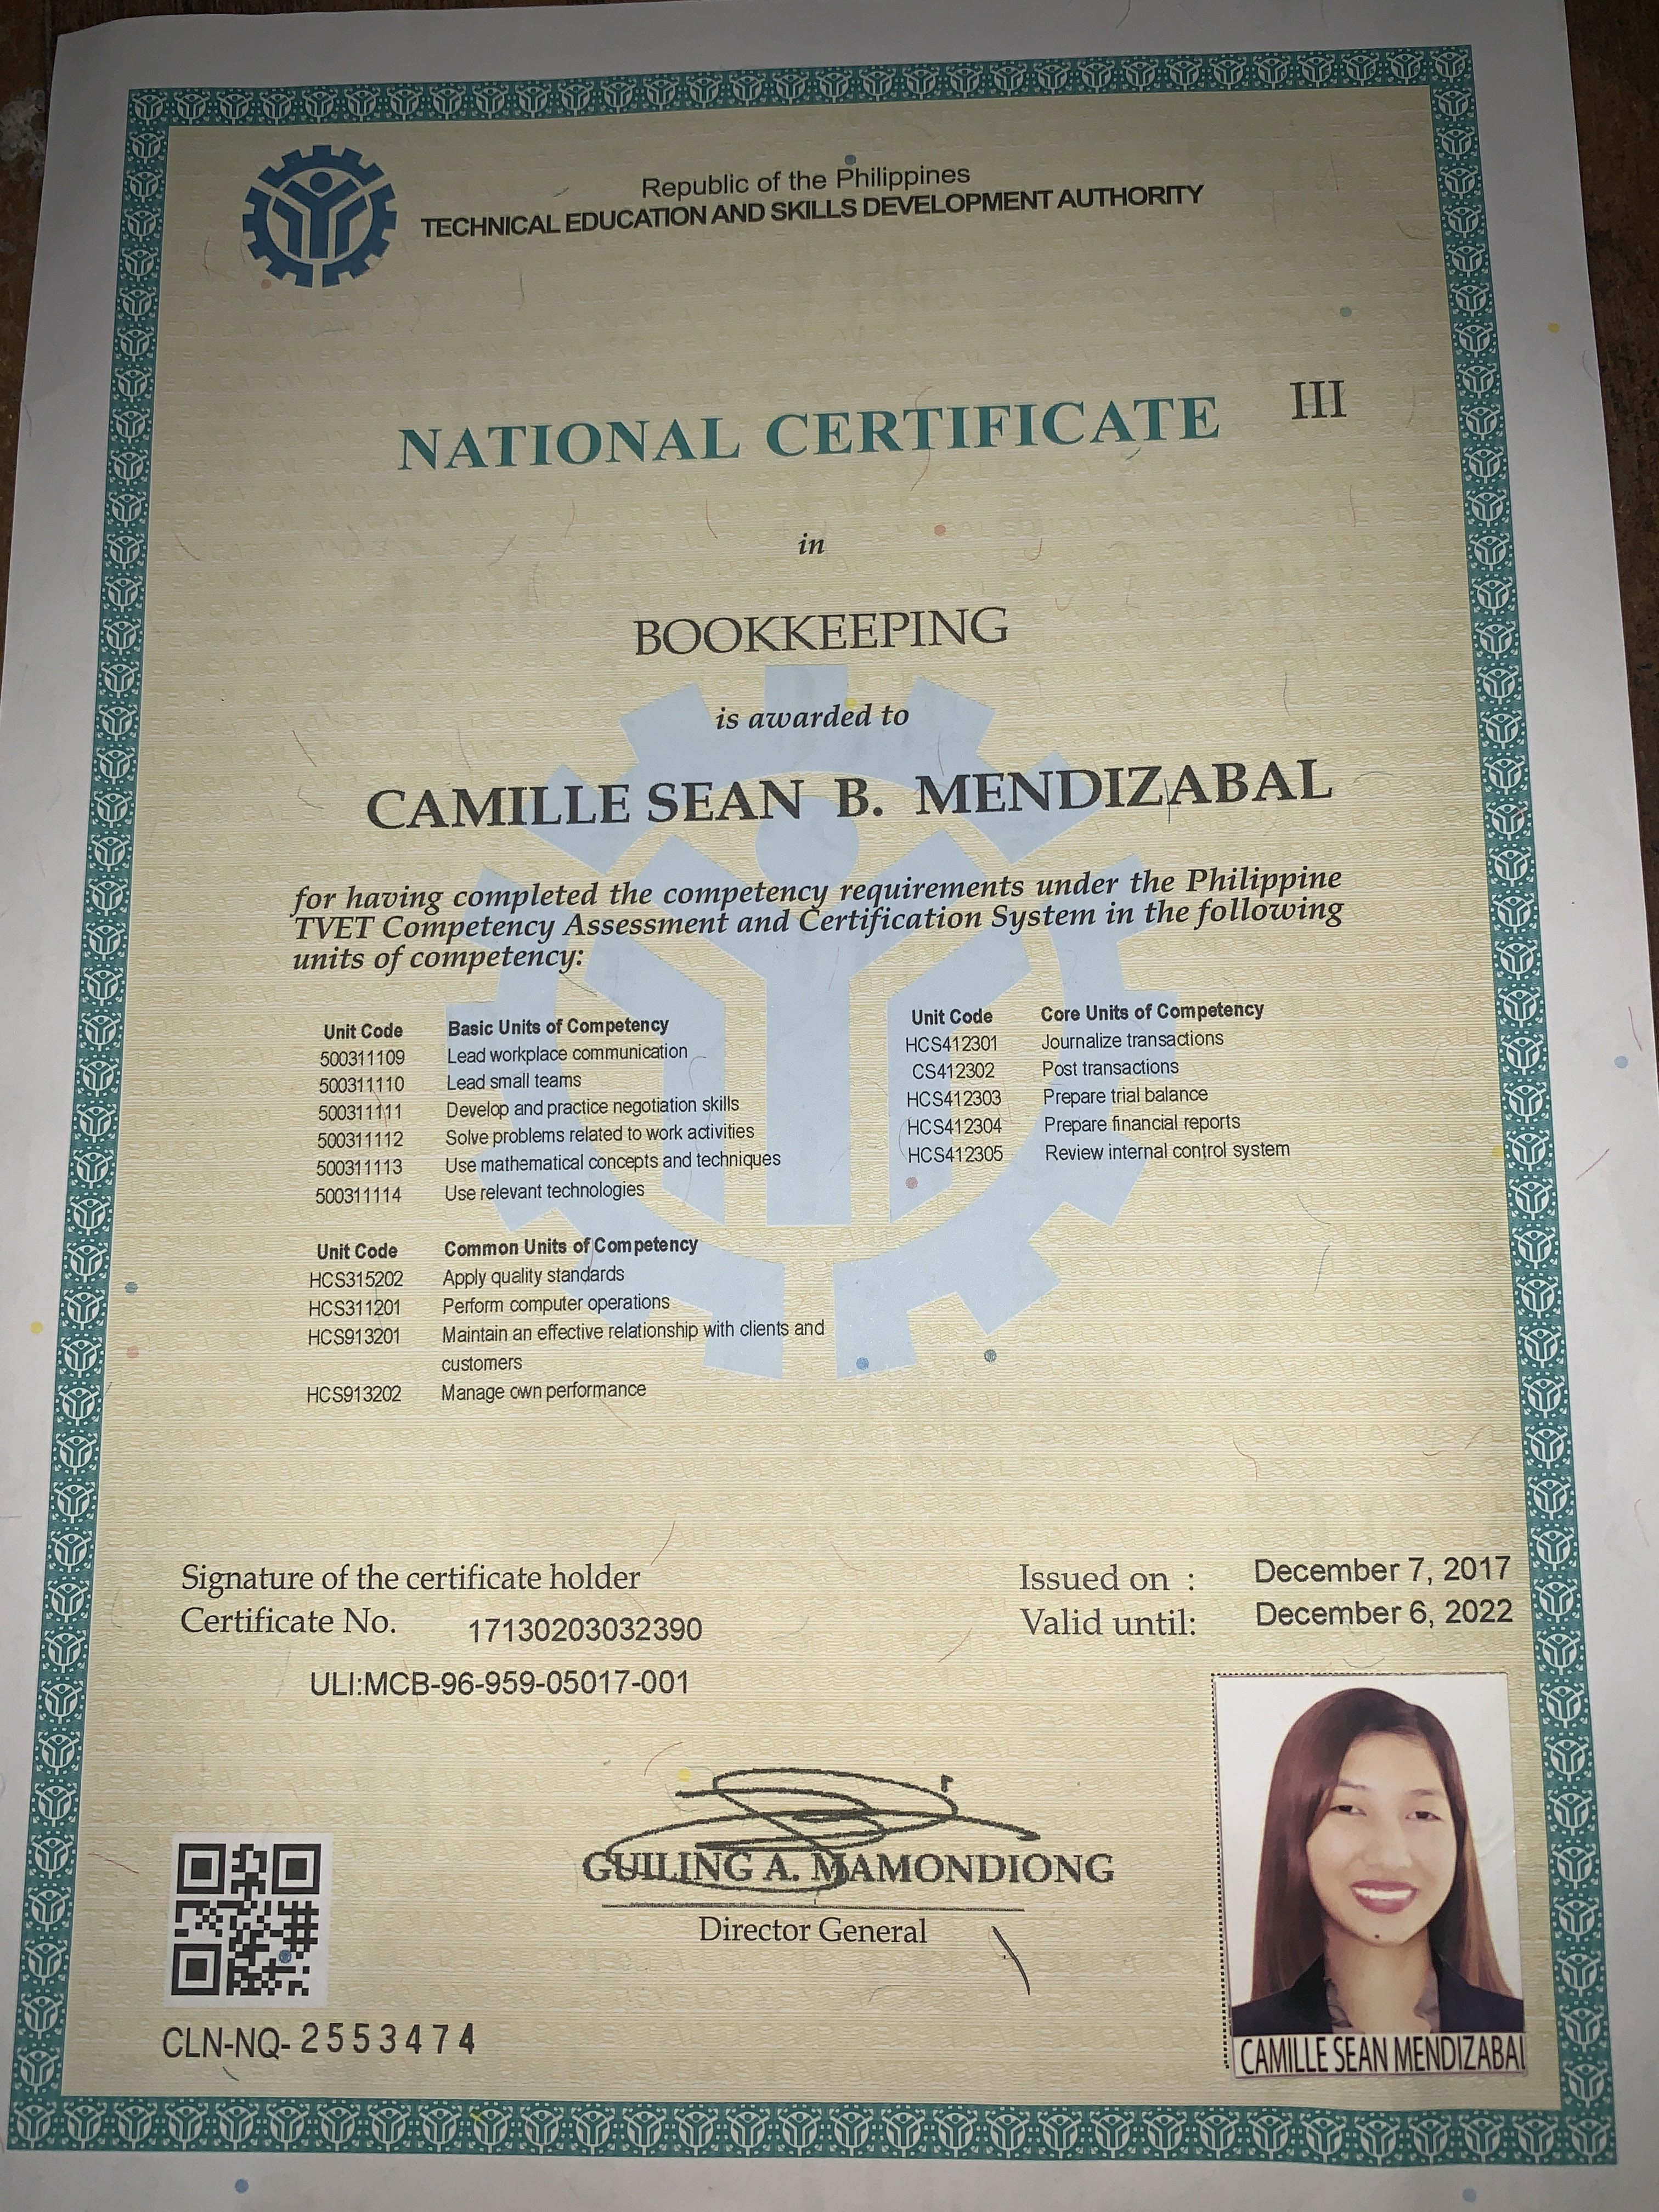 Republic of the Philippines
TECHNICAL EDUCATION AND SKILLS DEVELOPMENT AUTHORITY
NATIONAL CERTIFICATE III
in
BOOKKEEPING
is awarded to
CAMILLE SEAN B. MENDIZABAL
for having completed the competency requirements under the Philippine
TVET Competency Assessment and Certification System in the following
units of competency:
Unit Code Basic Units of Competency
500311109 Lead workplace communication
500311110 Lead small teams
500311111 Develop and practice negotiation skills
500311112 Solve problems related to work activities
500311113 Use mathematical concepts and techniques
500311114 Use relevant technologies
Unit Code Common Units of Competency
HCS315202 Apply quality standards
HCS311201 Perform computer operations
HCS913201 Maintain an effective relationship with clients and
customers
HCS913202 Manage own performance
Unit Code Core Units of Competency
HCS412301 Journalize transactions
CS412302 Post transactions
HCS412303 Prepare trial balance
HCS412304 Prepare financial reports
HCS412305 Review internal control system
Signature of the certificate holder
Certificate No. 17130203032390
ULI:MCB-96-959-05017-001
Issued on : December 7, 2017
Valid until: December 6, 2022
GUILING A. MAMONDIONG
Director General
CLN-NQ- 2553474
CAMILLE SEAN MENDIZABAL